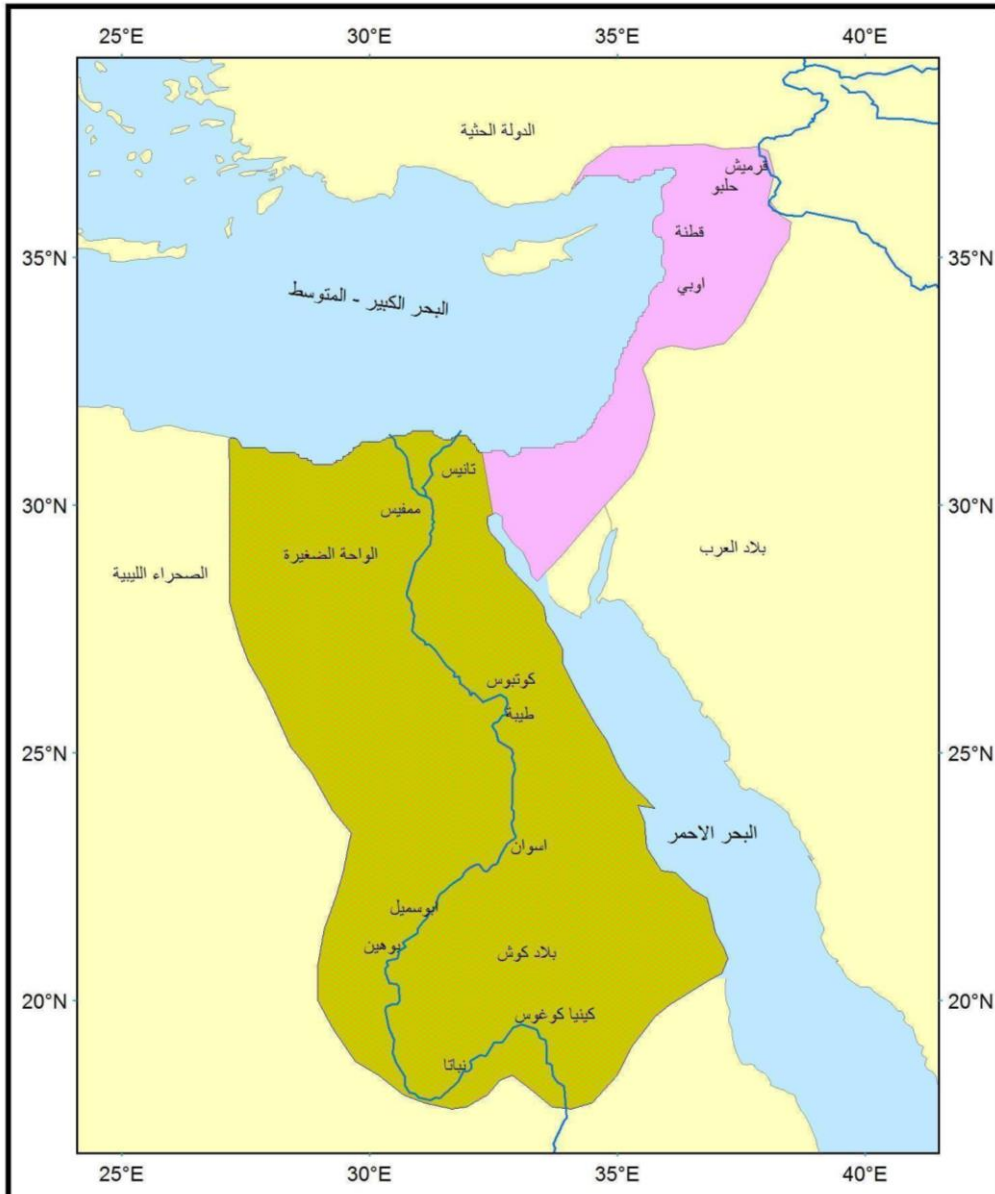 25°E 30°E 35°E 40°E
الدولة الحثية
قرميش
حلبو
قطنة
35°N 35°N
اوبي
البحر الكبير - المتوسط
تانيس
30°N 30°N
ممفيس
الواحة الضغيرة
بلاد العرب
الصحراء الليبية
كوتبوس
طيبة
25°N 25°N
البحر الاحمر
اسوان
ابوسميل
بوهين
بلاد كوش
20°N 20°N
كينيا كوغوس
نباتا
25°E 30°E 35°E 40°E